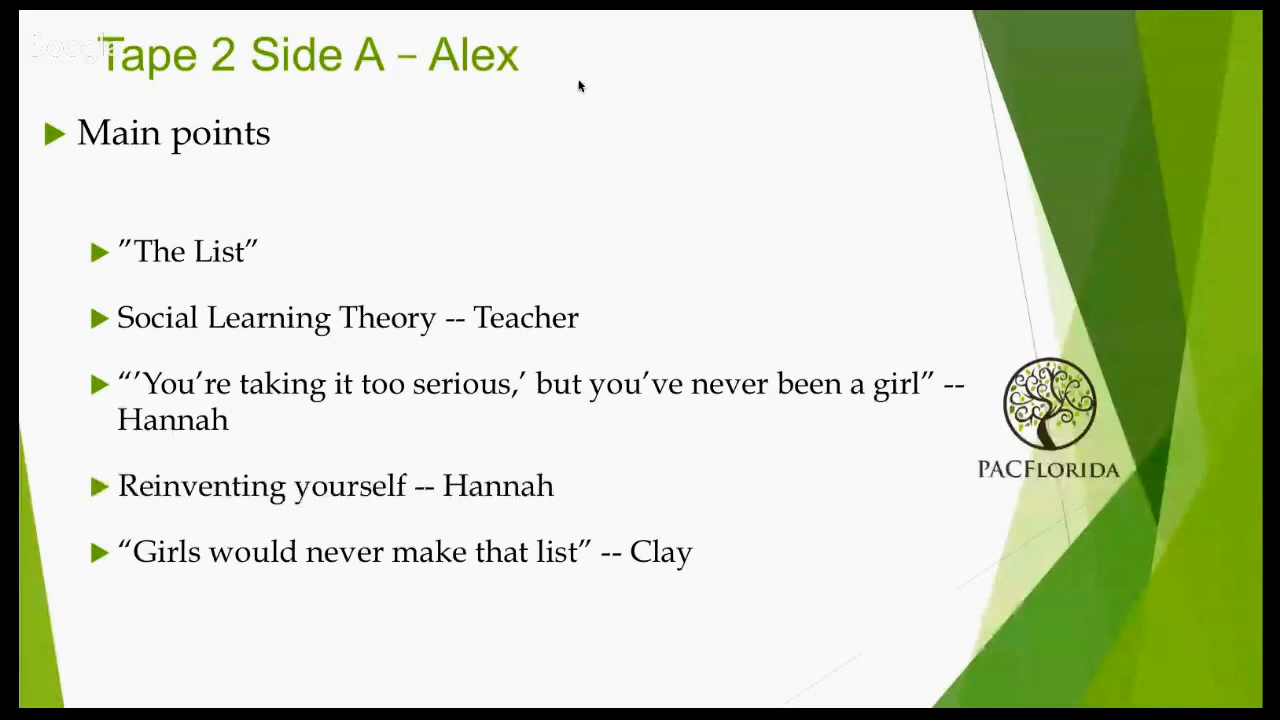 Google
Tape 2 Side A – Alex
Main points
”The List”
Social Learning Theory -- Teacher
“’You’re taking it too serious,’ but you’ve never been a girl” --
Hannah
Reinventing yourself -- Hannah
“Girls would never make that list” -- Clay
PACFLORIDA